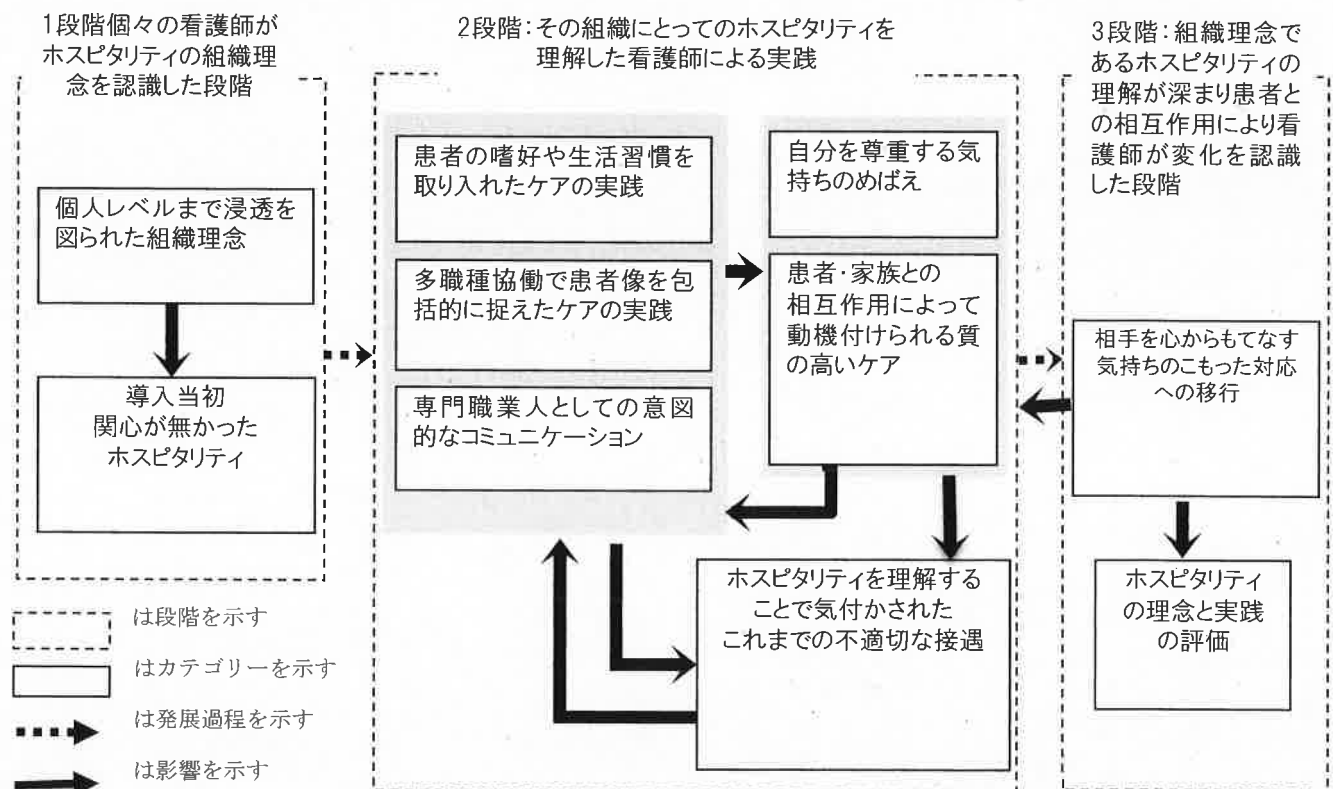 1段階個々の看護師が
ホスピタリティの組織理
念を認識した段階
個人レベルまで浸透を
図られた組織理念
導入当初
関心が無かった
ホスピタリティ
2段階：その組織にとってのホスピタリティを
理解した看護師による実践
患者の嗜好や生活習慣を
取り入れたケアの実践
多職種協働で患者像を包
括的に捉えたケアの実践
専門職業人としての意図
的なコミュニケーション
自分を尊重する気
持ちのめばえ
患者・家族との
相互作用によって
動機付けられる質
の高いケア
ホスピタリティを理解する
ことで気付かされた
これまでの不適切な接遇
3段階：組織理念で
あるホスピタリティの
理解が深まり患者と
の相互作用により看
護師が変化を認識
した段階
相手を心からもてなす
気持ちのこもった対応
への移行
ホスピタリティ
の理念と実践
の評価
は段階を示す
はカテゴリーを示す
は発展過程を示す
は影響を示す